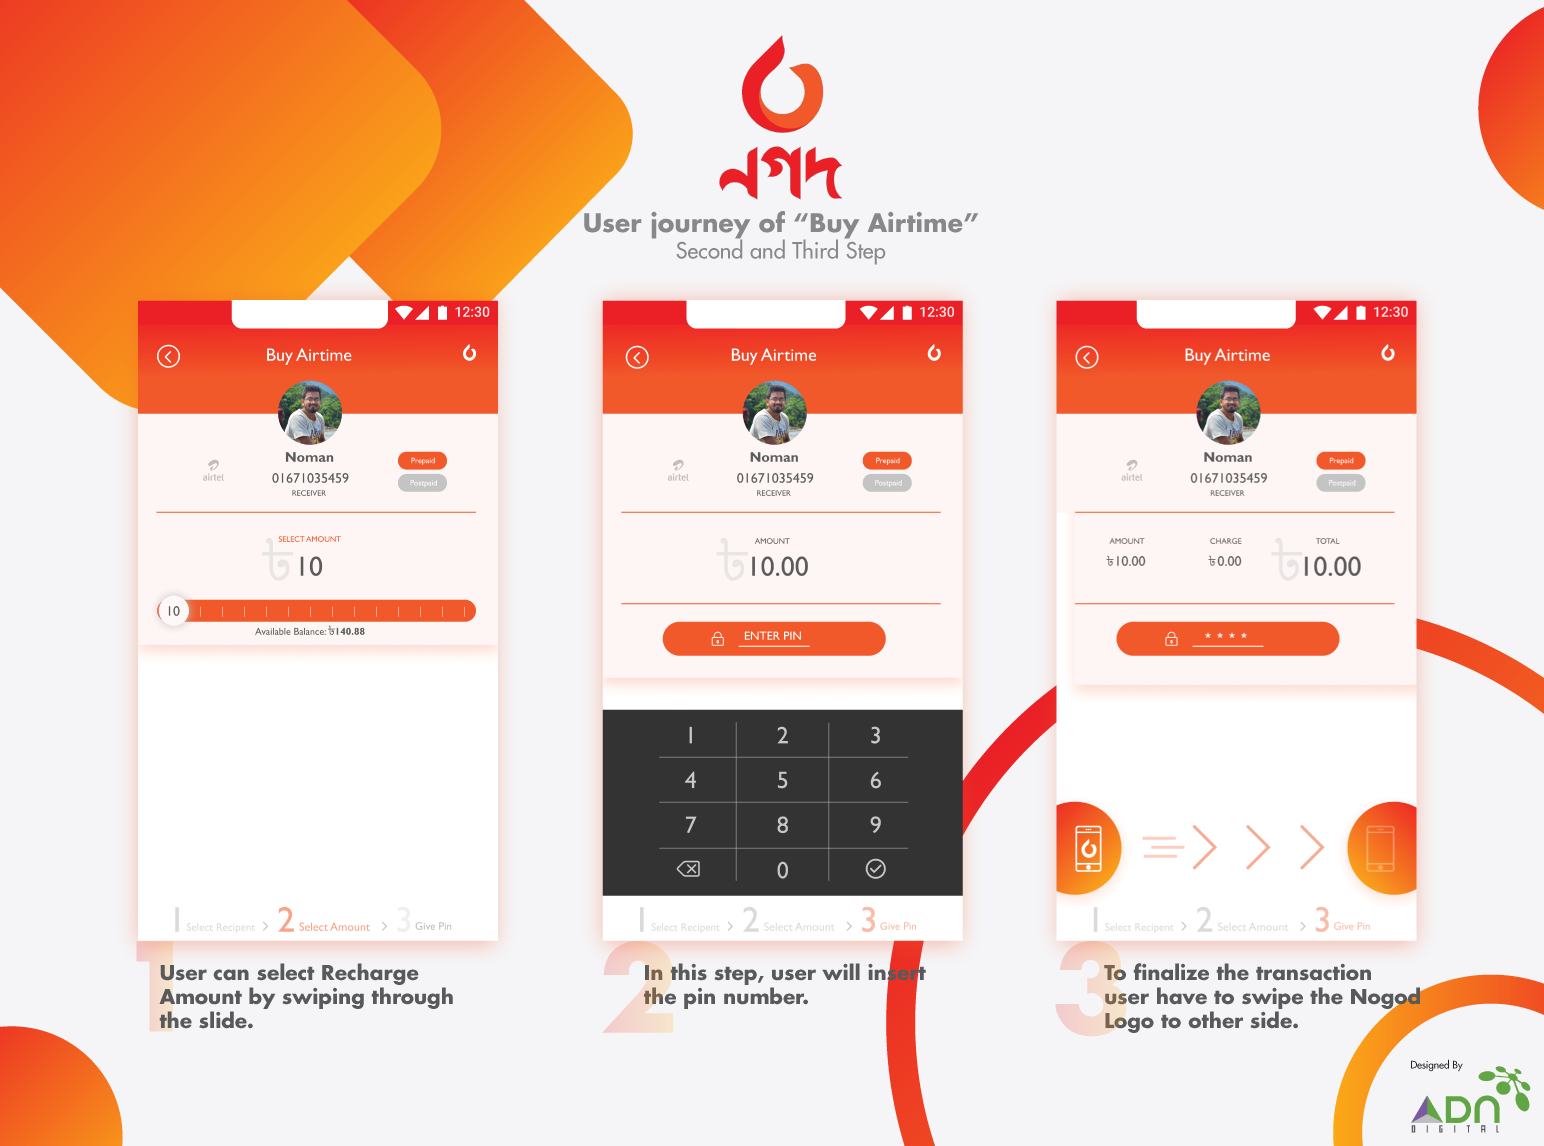 নগদ
User journey of “Buy Airtime”
Second and Third Step
12:30
Buy Airtime
airtel
Noman
01671035459
RECEIVER
Prepaid
Postpaid
SELECT AMOUNT
৳ 10
10
Available Balance: ৳140.88
1 Select Recipent > 2 Select Amount > 3 Give Pin
1
User can select Recharge
Amount by swiping through
the slide.
12:30
Buy Airtime
airtel
Noman
01671035459
RECEIVER
Prepaid
Postpaid
AMOUNT
৳ 10.00
ENTER PIN
1 2 3
4 5 6
7 8 9
0
1 Select Recipent > 2 Select Amount > 3 Give Pin
2
In this step, user will insert
the pin number.
12:30
Buy Airtime
airtel
Noman
01671035459
RECEIVER
Prepaid
Postpaid
AMOUNT CHARGE TOTAL
৳10.00 ৳0.00 ৳10.00
* * * *
1 Select Recipent > 2 Select Amount > 3 Give Pin
3
To finalize the transaction
user have to swipe the Nogod
Logo to other side.
Designed By
ADN
DIGITAL